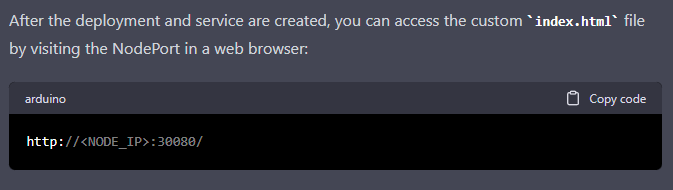 After the deployment and service are created, you can access the custom `index.html` file
by visiting the NodePort in a web browser:
arduino
Copy code
http://<NODE_IP>:30080/